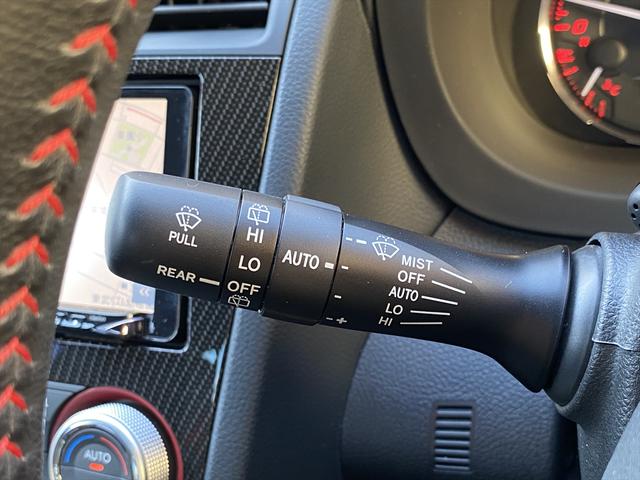 PULL
REAR
HI
LO
OFF
AUTO
- +
MIST
OFF
AUTO
LO
HI
AUTO